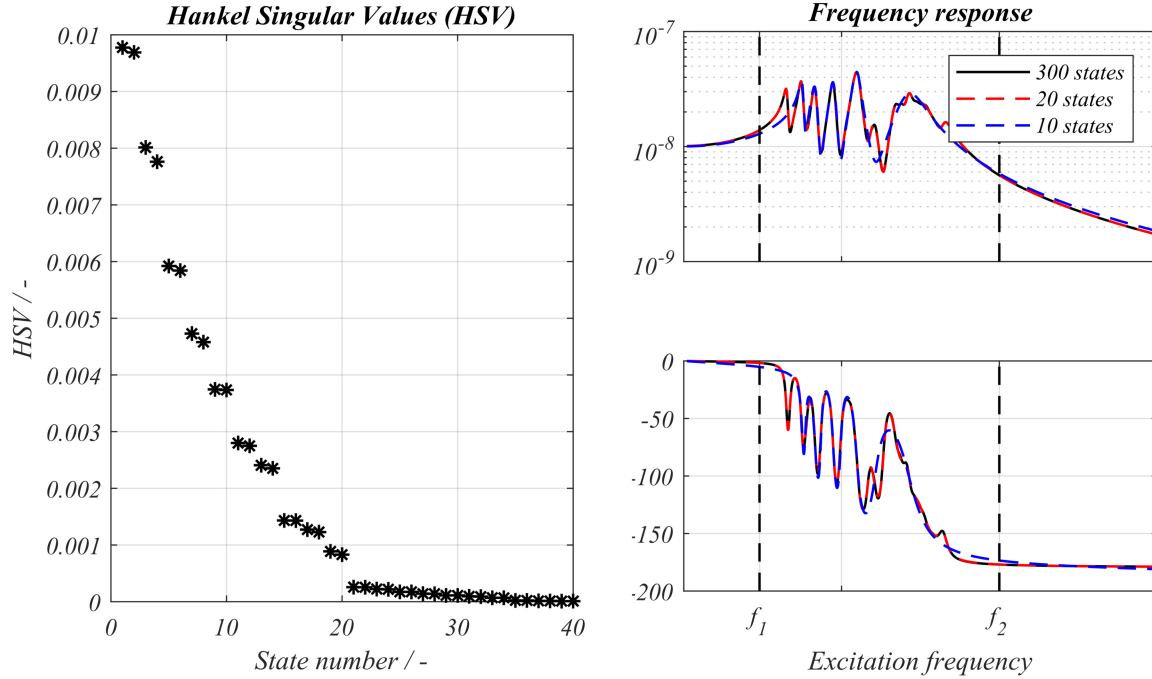 Hankel Singular Values (HSV)
0.01
0.009
0.008
0.007
0.006
0.005
0.004
0.003
0.002
0.001
0
HSV / -
0 10 20 30 40
State number / -
Frequency response
10-7
10-8
10-9
300 states
20 states
10 states
0
-50
-100
-150
-200
f1 f2
Excitation frequency